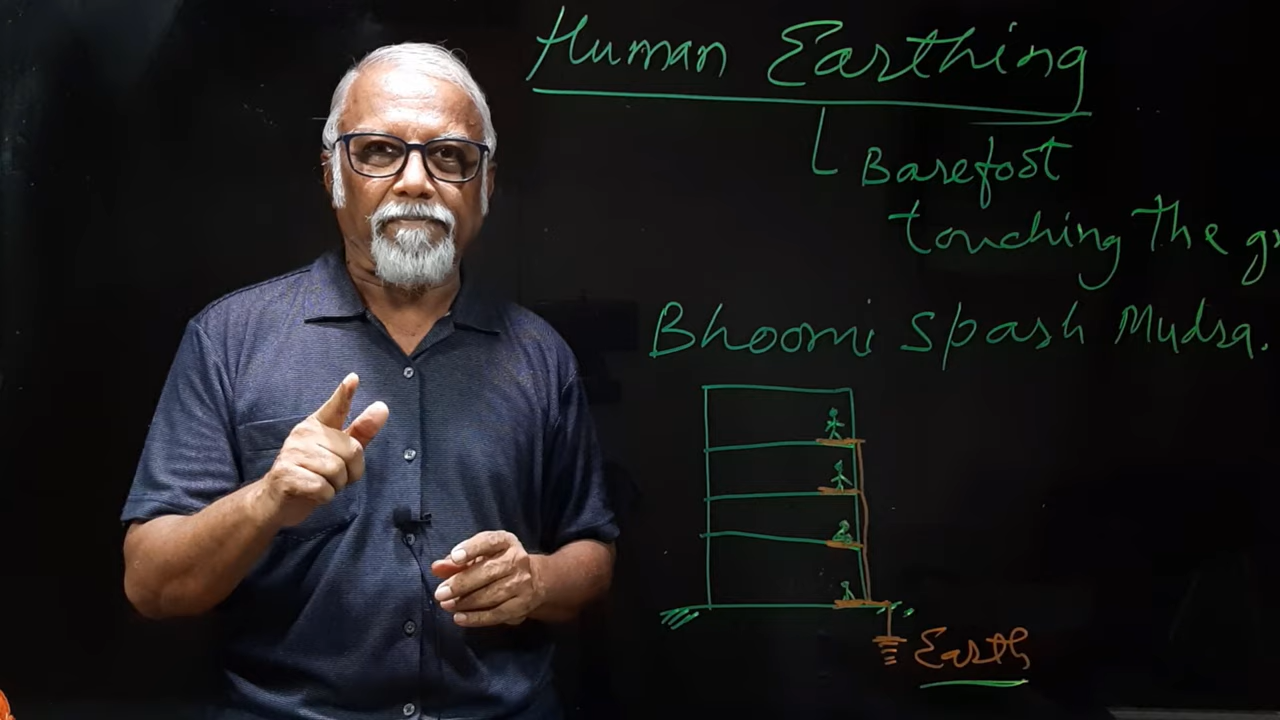 Human Earthing
Barefoot
touching the g
Bhoomi Spash Mudra.
Earth